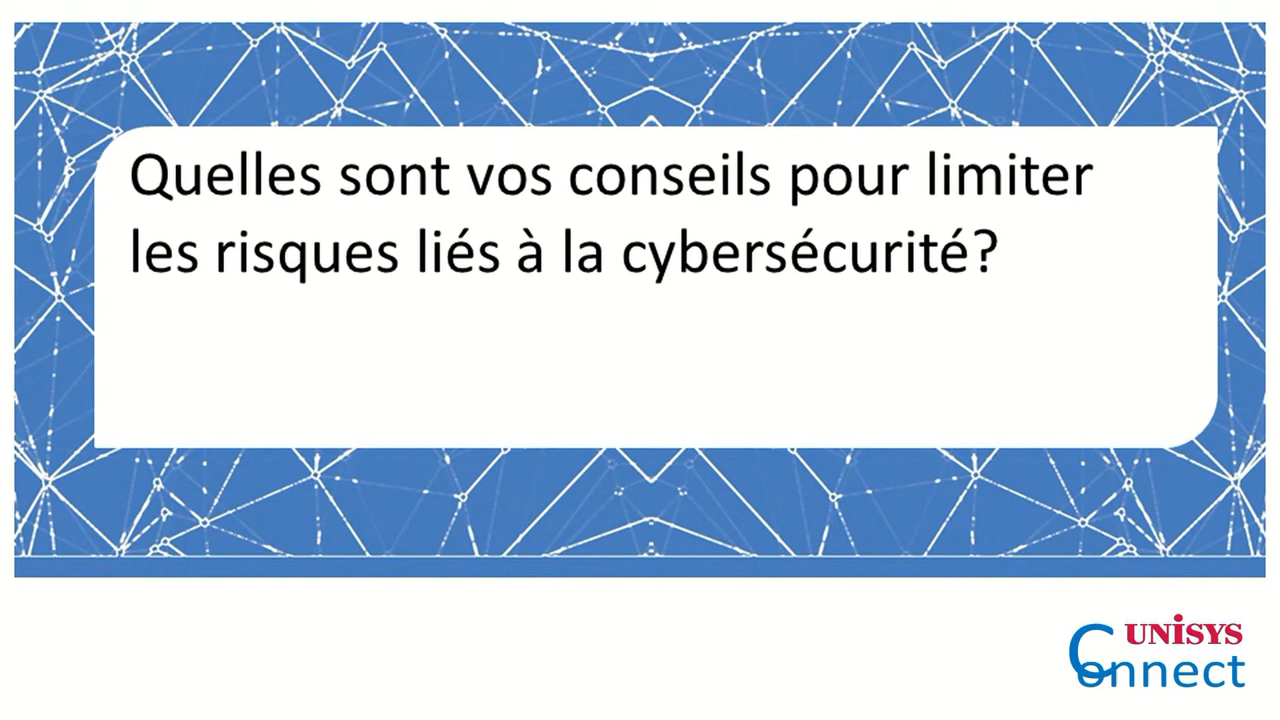 Quelles sont vos conseils pour limiter
les risques liés à la cybersécurité?
UNiSYS
Connect